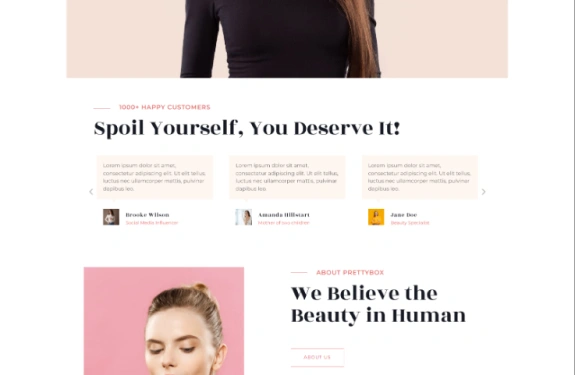 1000+ HAPPY CUSTOMERS
Spoil Yourself, You Deserve It!
Lorem ipsum dolor sit amet,
consectetur adipiscing elit. Ut elit tellus,
luctus nec ullamcorper mattis, pulvinar
dapibus leo.
Lorem ipsum dolor sit amet,
consectetur adipiscing elit. Ut elit tellus,
luctus nec ullamcorper mattis, pulvinar
dapibus leo.
Lorem ipsum dolor sit amet,
consectetur adipiscing elit. Ut elit tellus,
luctus nec ullamcorper mattis, pulvinar
dapibus leo.
Brooke Wilson
Social Media Influencer
Amanda Hillstart
Mother of two children
Jane Doe
Beauty Specialist
ABOUT PRETTYBOX
We Believe the
Beauty in Human
ABOUT US